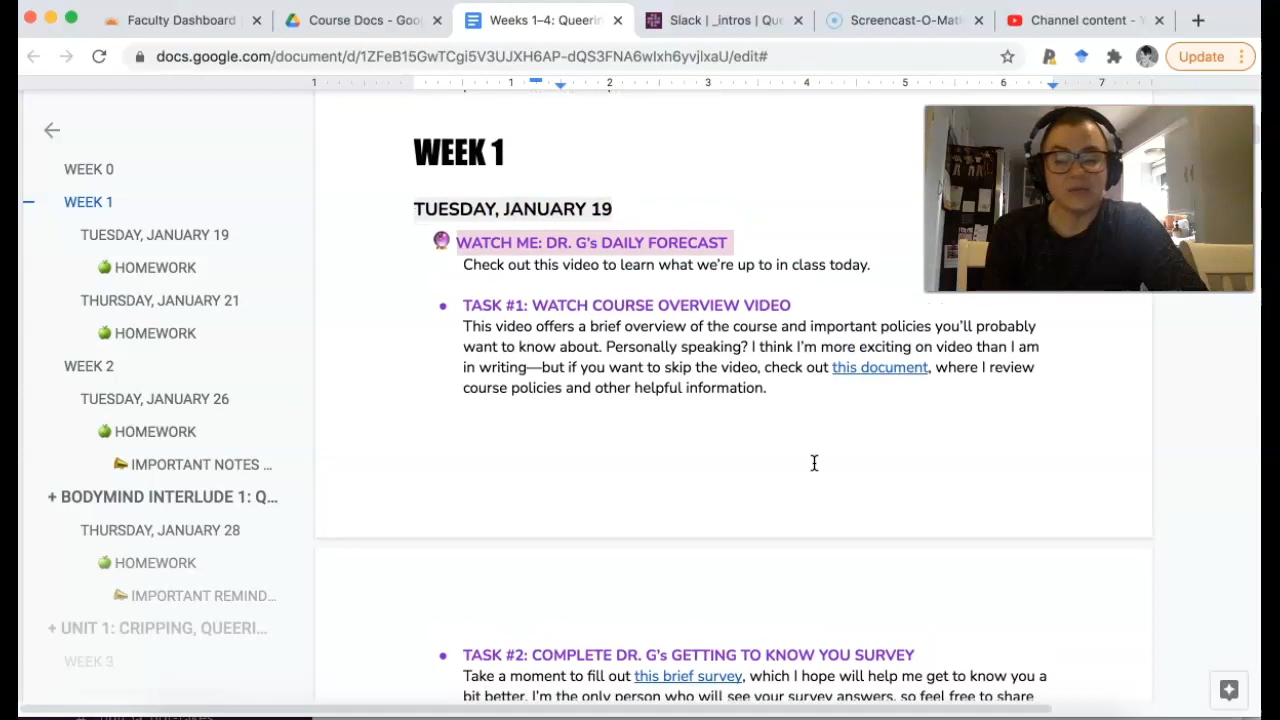 Faculty Dashboard
Course Docs - Goo
Weeks 1–4: Queerin
Slack | _intros | Qu
Screencast-O-Mati
Channel content - Y
docs.google.com/document/d/1ZFeB15GwTCgi5V3UJXH6AP-dQS3FNA6wIxh6yvjlxaU/edit#
Update
1 1 2 3 4 5 6 7
WEEK 0
WEEK 1
TUESDAY, JANUARY 19
🍏 HOMEWORK
THURSDAY, JANUARY 21
🍏 HOMEWORK
WEEK 2
TUESDAY, JANUARY 26
🍏 HOMEWORK
📣 IMPORTANT NOTES ...
+ BODYMIND INTERLUDE 1: Q...
THURSDAY, JANUARY 28
🍏 HOMEWORK
📣 IMPORTANT REMIND...
+ UNIT 1: CRIPPING, QUEERI...
WEEK 3
WEEK 1
TUESDAY, JANUARY 19
🔮 WATCH ME: DR. G's DAILY FORECAST
Check out this video to learn what we're up to in class today.
● TASK #1: WATCH COURSE OVERVIEW VIDEO
This video offers a brief overview of the course and important policies you'll probably
want to know about. Personally speaking? I think I'm more exciting on video than I am
in writing—but if you want to skip the video, check out this document, where I review
course policies and other helpful information.
● TASK #2: COMPLETE DR. G's GETTING TO KNOW YOU SURVEY
Take a moment to fill out this brief survey, which I hope will help me get to know you a
bit better. I'm the only person who will see your survey answers, so feel free to share